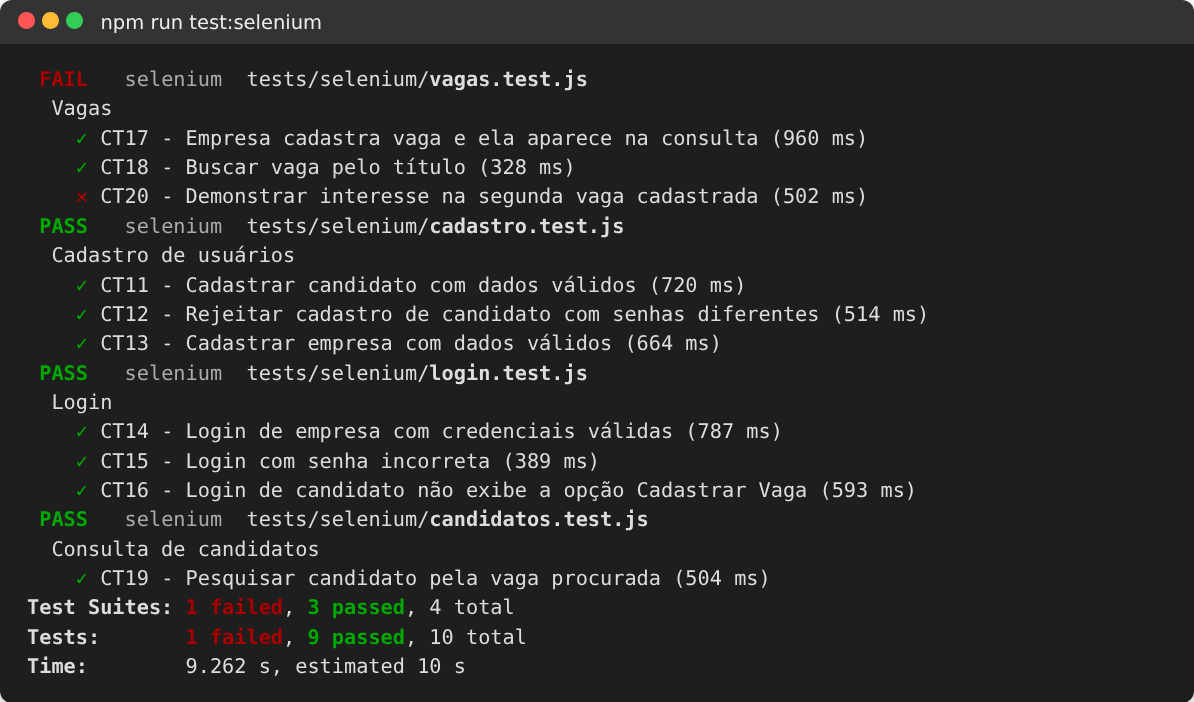 npm run test:selenium
FAIL selenium tests/selenium/vagas.test.js
Vagas
✓ CT17 - Empresa cadastra vaga e ela aparece na consulta (960 ms)
✓ CT18 - Buscar vaga pelo título (328 ms)
✕ CT20 - Demonstrar interesse na segunda vaga cadastrada (502 ms)
PASS selenium tests/selenium/cadastro.test.js
Cadastro de usuários
✓ CT11 - Cadastrar candidato com dados válidos (720 ms)
✓ CT12 - Rejeitar cadastro de candidato com senhas diferentes (514 ms)
✓ CT13 - Cadastrar empresa com dados válidos (664 ms)
PASS selenium tests/selenium/login.test.js
Login
✓ CT14 - Login de empresa com credenciais válidas (787 ms)
✓ CT15 - Login com senha incorreta (389 ms)
✓ CT16 - Login de candidato não exibe a opção Cadastrar Vaga (593 ms)
PASS selenium tests/selenium/candidatos.test.js
Consulta de candidatos
✓ CT19 - Pesquisar candidato pela vaga procurada (504 ms)
Test Suites: 1 failed, 3 passed, 4 total
Tests: 1 failed, 9 passed, 10 total
Time: 9.262 s, estimated 10 s